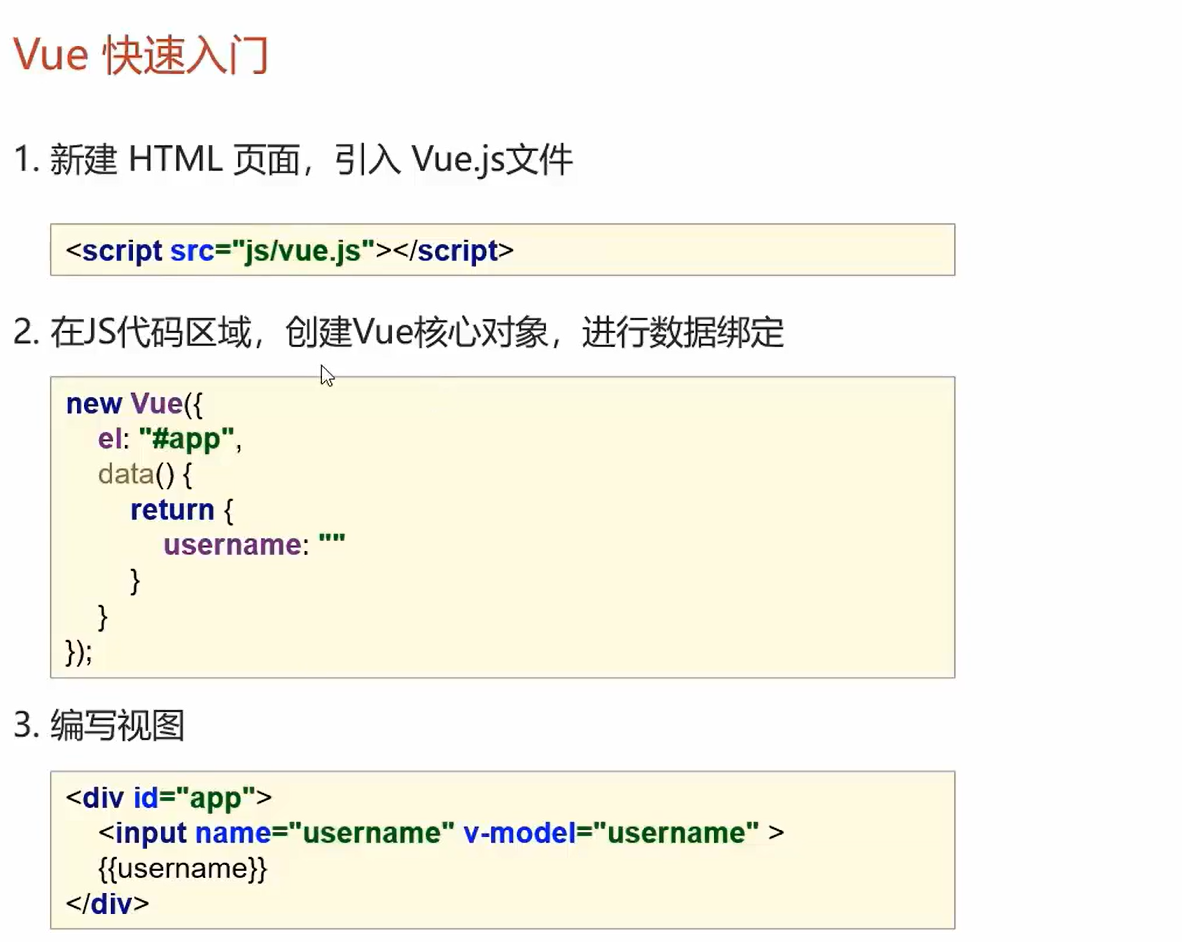 Vue 快速入门
1. 新建 HTML 页面，引入 Vue.js文件
<script src="js/vue.js"></script>
2. 在JS代码区域，创建Vue核心对象，进行数据绑定
new Vue({
el: "#app",
data() {
return {
username: ""
}
}
});
3. 编写视图
<div id="app">
<input name="username" v-model="username" >
{{username}}
</div>